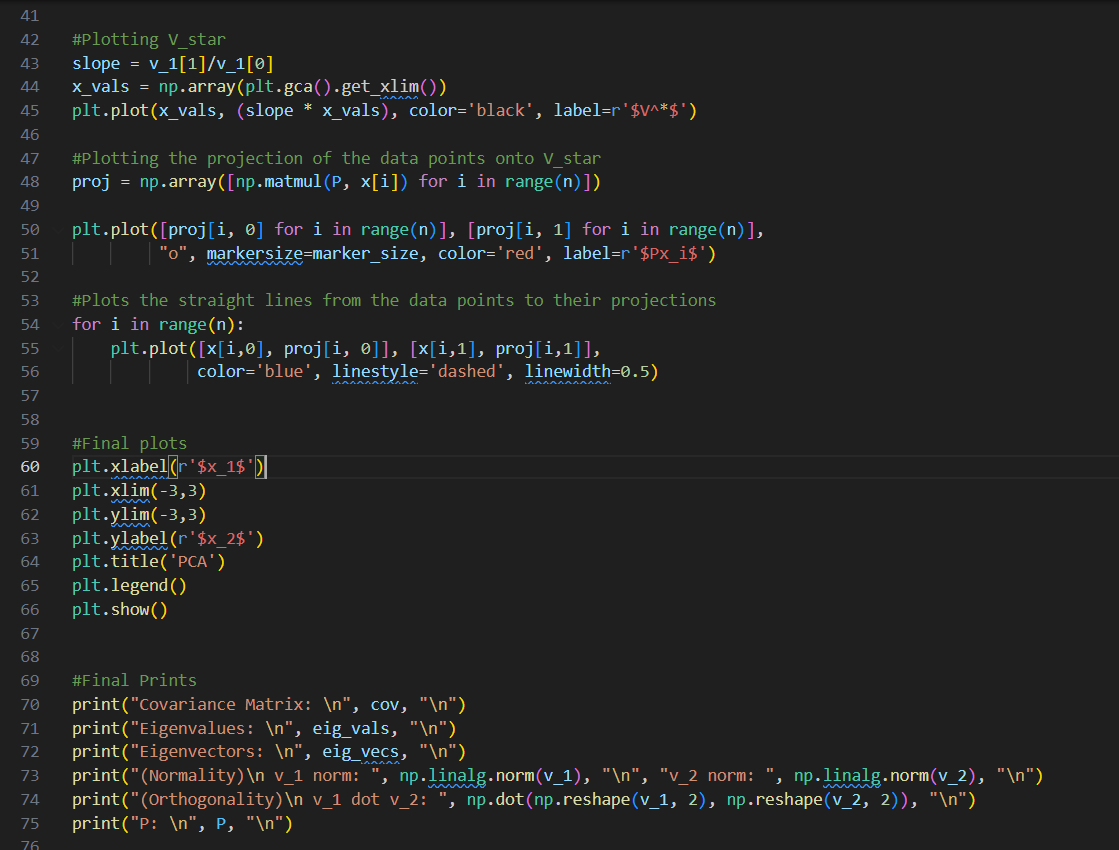 41
42 #Plotting V_star
43 slope = v_1[1]/v_1[0]
44 x_vals = np.array(plt.gca().get_xlim())
45 plt.plot(x_vals, (slope * x_vals), color='black', label=r'$V^*$')
46
47 #Plotting the projection of the data points onto V_star
48 proj = np.array([np.matmul(P, x[i]) for i in range(n)])
49
50 plt.plot([proj[i, 0] for i in range(n)], [proj[i, 1] for i in range(n)],
51          "o", markersize=marker_size, color='red', label=r'$Px_i$')
52
53 #Plots the straight lines from the data points to their projections
54 for i in range(n):
55     plt.plot([x[i,0], proj[i, 0]], [x[i,1], proj[i,1]],
56              color='blue', linestyle='dashed', linewidth=0.5)
57
58
59 #Final plots
60 plt.xlabel(r'$x_1$')
61 plt.xlim(-3,3)
62 plt.ylim(-3,3)
63 plt.ylabel(r'$x_2$')
64 plt.title('PCA')
65 plt.legend()
66 plt.show()
67
68
69 #Final Prints
70 print("Covariance Matrix: \n", cov, "\n")
71 print("Eigenvalues: \n", eig_vals, "\n")
72 print("Eigenvectors: \n", eig_vecs, "\n")
73 print("(Normality)\n v_1 norm: ", np.linalg.norm(v_1), "\n", "v_2 norm: ", np.linalg.norm(v_2), "\n")
74 print("(Orthogonality)\n v_1 dot v_2: ", np.dot(np.reshape(v_1, 2), np.reshape(v_2, 2)), "\n")
75 print("P: \n", P, "\n")
76